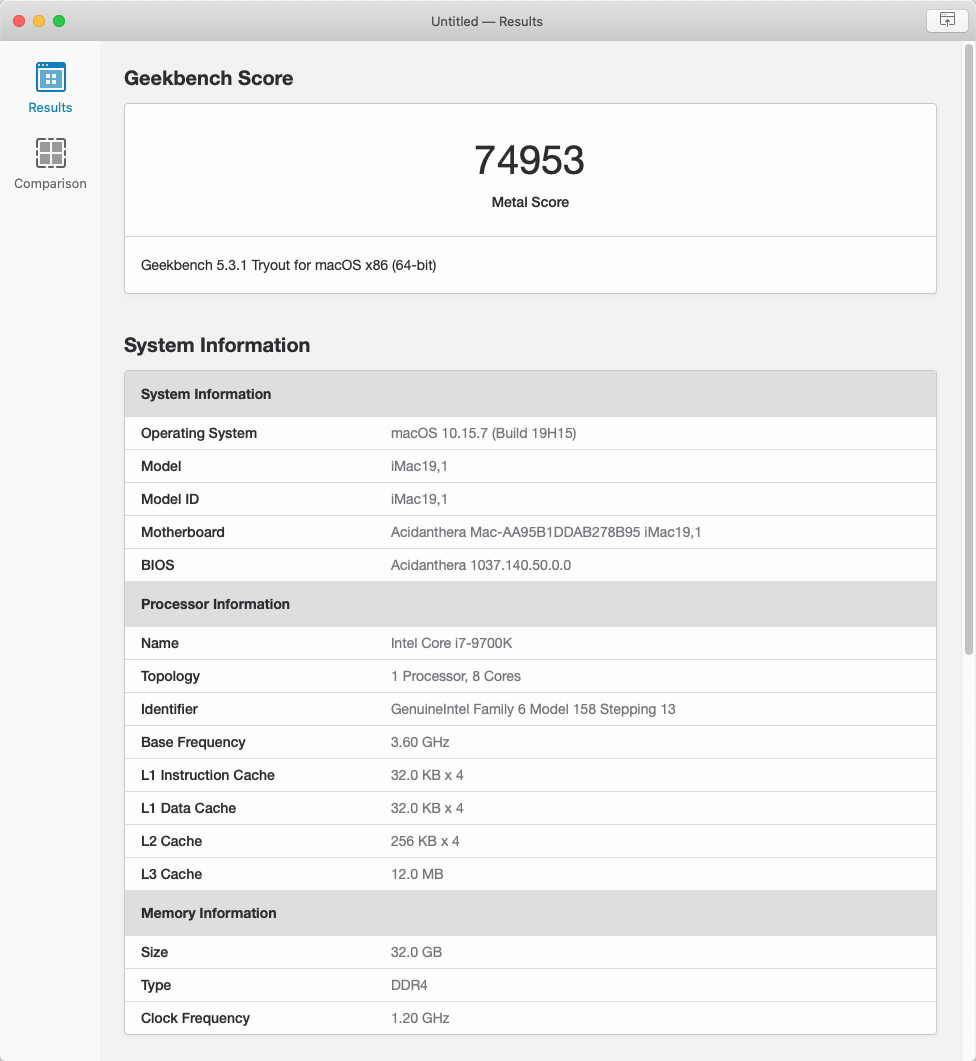 Untitled — Results
Results
Comparison
Geekbench Score
74953
Metal Score
Geekbench 5.3.1 Tryout for macOS x86 (64-bit)
System Information
System Information
Operating System macOS 10.15.7 (Build 19H15)
Model iMac19,1
Model ID iMac19,1
Motherboard Acidanthera Mac-AA95B1DDAB278B95 iMac19,1
BIOS Acidanthera 1037.140.50.0.0
Processor Information
Name Intel Core i7-9700K
Topology 1 Processor, 8 Cores
Identifier GenuineIntel Family 6 Model 158 Stepping 13
Base Frequency 3.60 GHz
L1 Instruction Cache 32.0 KB x 4
L1 Data Cache 32.0 KB x 4
L2 Cache 256 KB x 4
L3 Cache 12.0 MB
Memory Information
Size 32.0 GB
Type DDR4
Clock Frequency 1.20 GHz